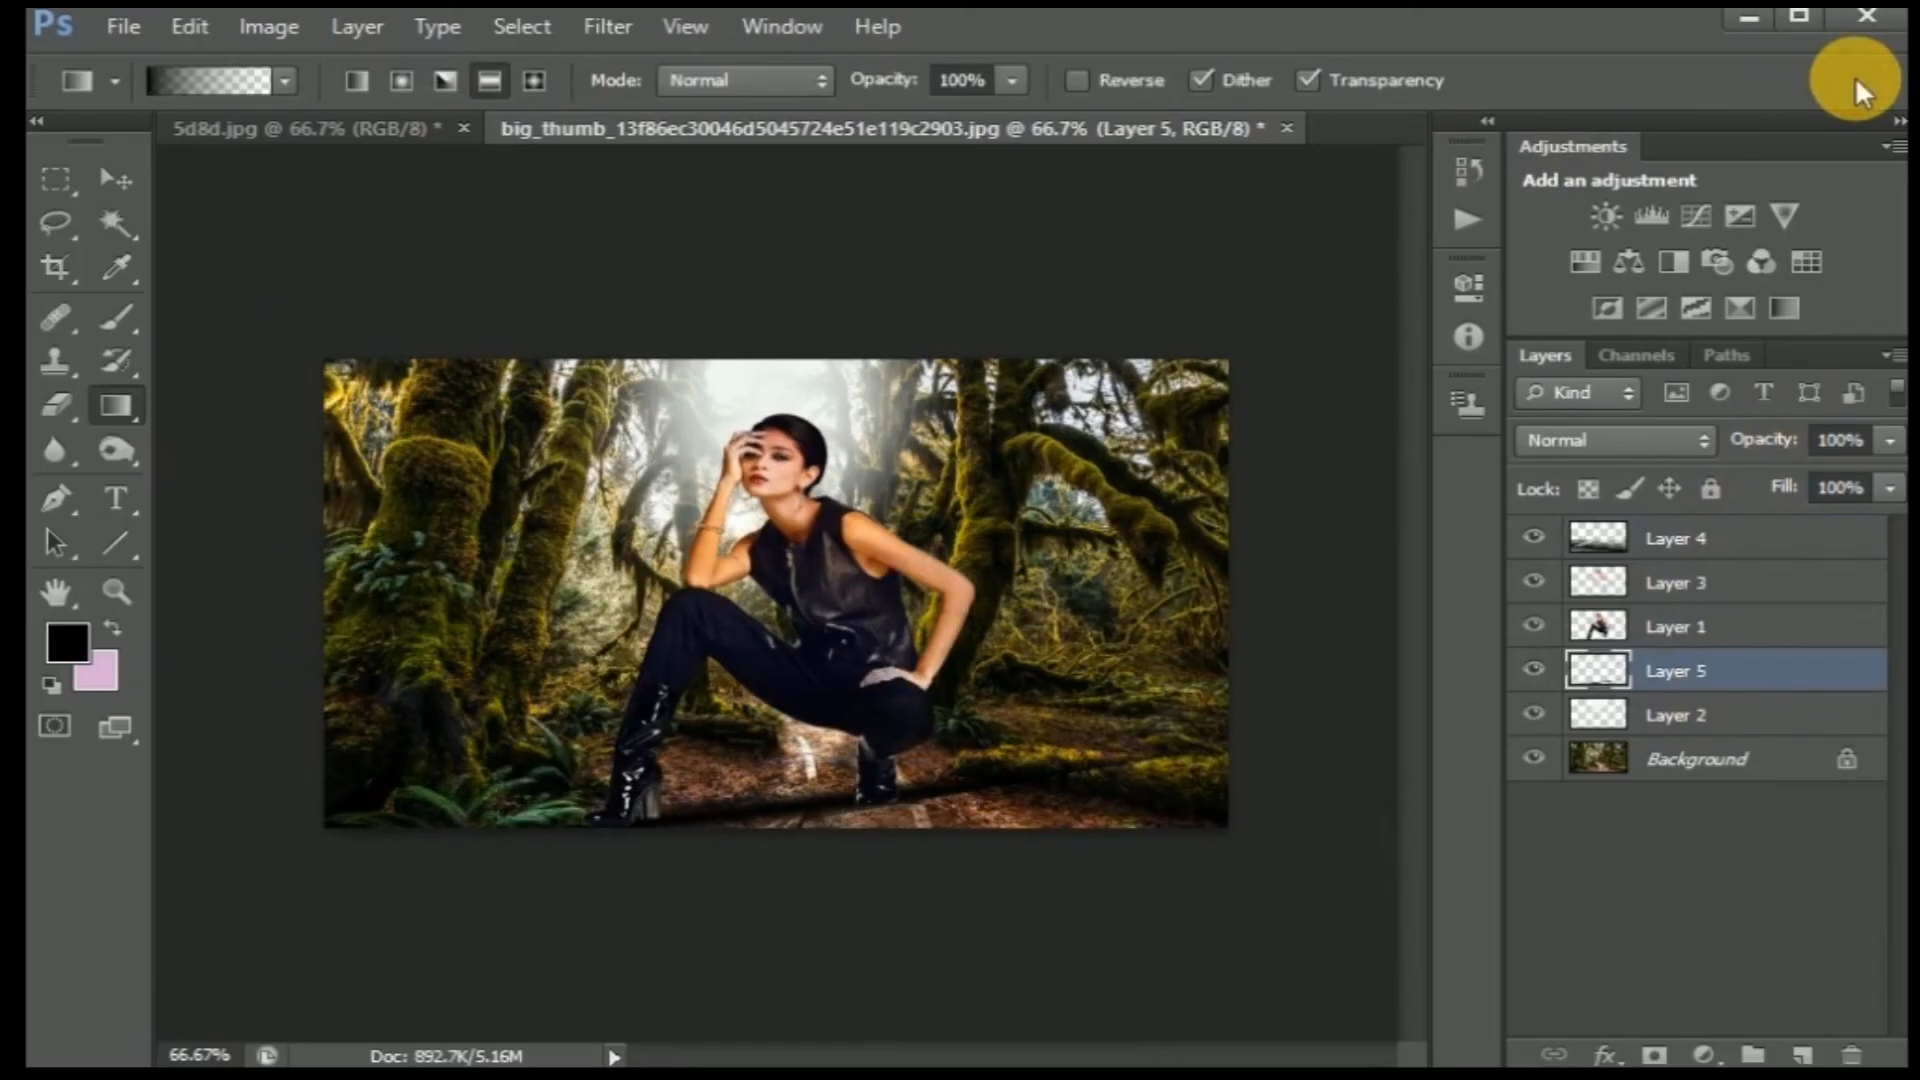 Ps File Edit Image Layer Type Select Filter View Window Help
Mode: Normal Opacity: 100% Reverse Dither Transparency
5d8d.jpg @ 66.7% (RGB/8) * × big_thumb_13f86ec30046d5045724e51e119c2903.jpg @ 66.7% (Layer 5, RGB/8) * ×
Adjustments
Add an adjustment
Layers Channels Paths
Kind T
Normal Opacity: 100%
Lock: Fill: 100%
Layer 4
Layer 3
Layer 1
Layer 5
Layer 2
Background
T
66.67% Doc: 892.7K/5.16M
fx